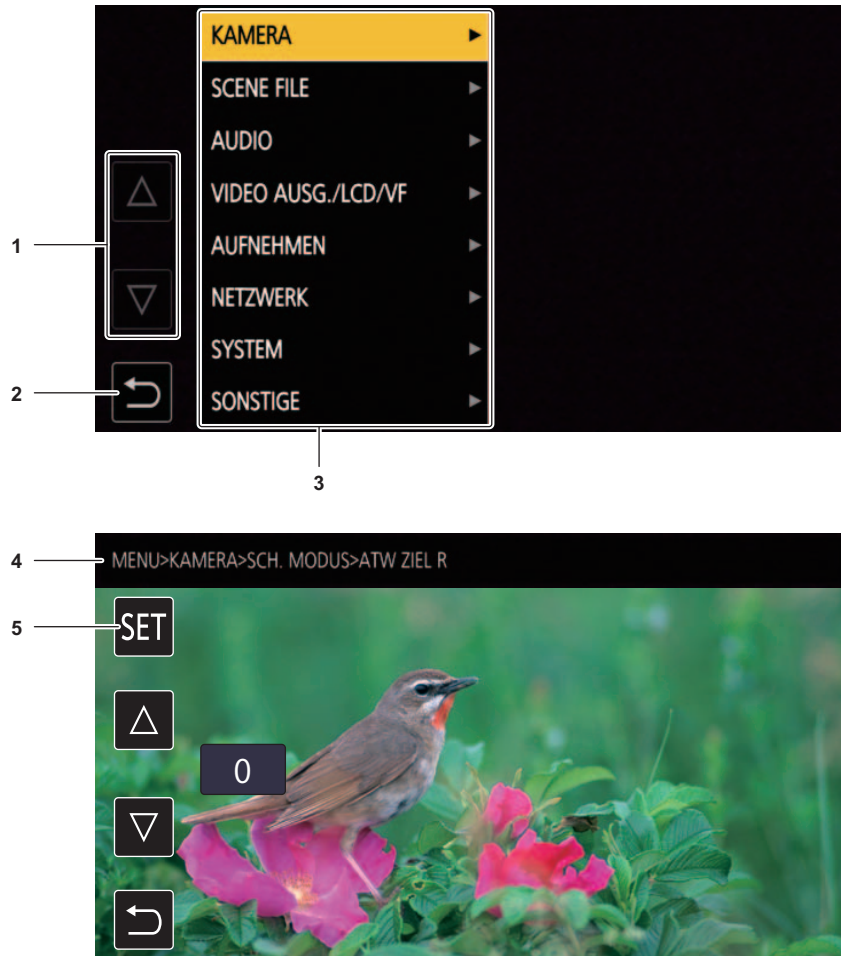 KAMERA
SCENE FILE
AUDIO
VIDEO AUSG./LCD/VF
1
AUFNEHMEN
NETZWERK
SYSTEM
2
SONSTIGE
3
4
MENU>KAMERA>SCH. MODUS>ATW ZIEL R
5
SET
0